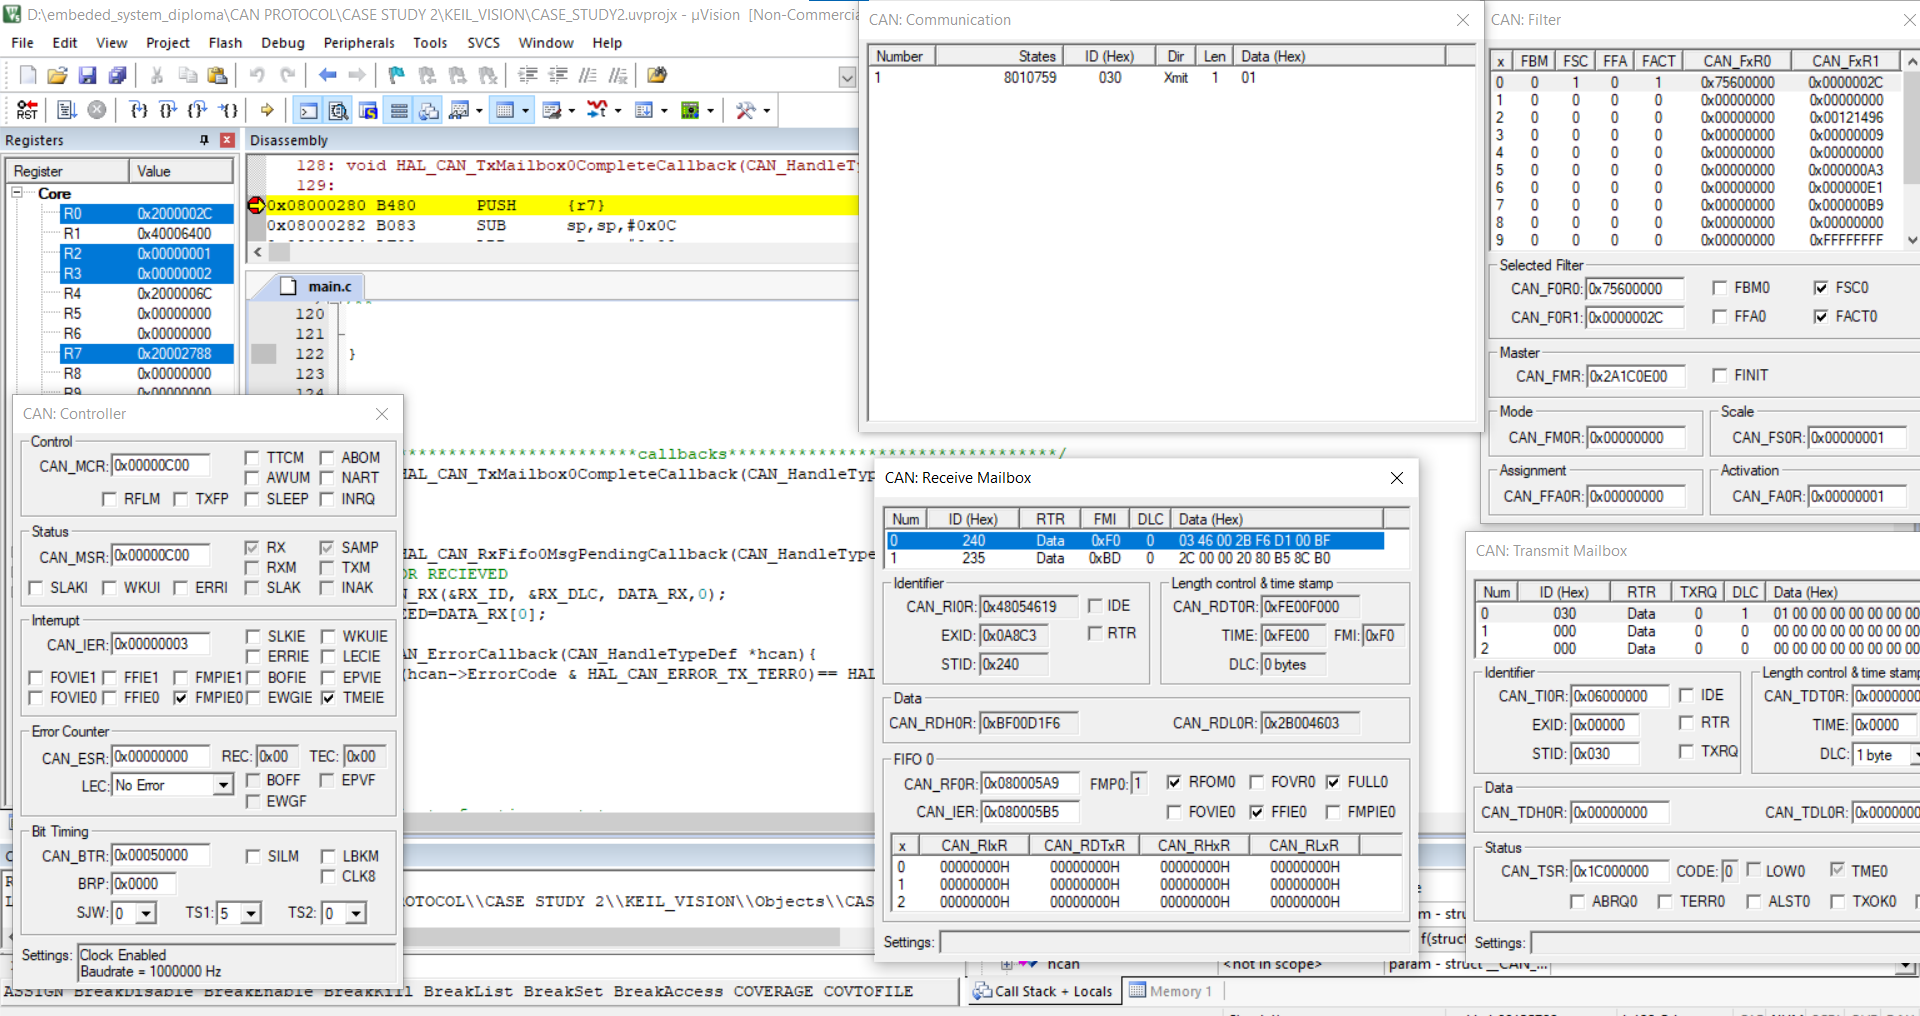 D:\embeded_system_diploma\CAN PROTOCOL\CASE STUDY 2\KEIL_VISION\CASE_STUDY2.uvprojx - µVision [Non-Commercia
File Edit View Project Flash Debug Peripherals Tools SVCS Window Help
Registers
Register Value
Core
R0 0x2000002C
R1 0x40006400
R2 0x00000001
R3 0x00000002
R4 0x2000006C
R5 0x00000000
R6 0x00000000
R7 0x20002788
R8 0x00000000
R9 0x00000000
Disassembly
128: void HAL_CAN_TxMailbox0CompleteCallback(CAN_HandleTy
129:
0x08000280 B480 PUSH {r7}
0x08000282 B083 SUB sp,sp,#0x0C
main.c
120
121
122 }
123
124
************************callbacks*********************************/
HAL_CAN_TxMailbox0CompleteCallback(CAN_HandleTyp
HAL_CAN_RxFifo0MsgPendingCallback(CAN_HandleType
OR RECIEVED
N_RX(&RX_ID, &RX_DLC, DATA_RX,0);
EED=DATA_RX[0];
AN_ErrorCallback(CAN_HandleTypeDef *hcan){
(hcan->ErrorCode & HAL_CAN_ERROR_TX_TERR0)== HAL
OTOCOL\\CASE STUDY 2\\KEIL_VISION\\Objects\\CAS
ASSIGN BreakDisable BreakEnable BreakKill BreakList BreakSet BreakAccess COVERAGE COVTOFILE
CAN: Controller
Control
CAN_MCR: 0x00000C00
TTCM ABOM
AWUM NART
RFLM TXFP SLEEP INRQ
Status
CAN_MSR: 0x00000C00
RX SAMP
RXM TXM
SLAKI WKUI ERRI SLAK INAK
Interrupt
CAN_IER: 0x00000003
SLKIE WKUIE
ERRIE LECIE
FOVIE1 FFIE1 FMPIE1 BOFIE EPVIE
FOVIE0 FFIE0 FMPIE0 EWGIE TMEIE
Error Counter
CAN_ESR: 0x00000000 REC: 0x00 TEC: 0x00
LEC: No Error BOFF EPVF
EWGF
Bit Timing
CAN_BTR: 0x00050000 SILM LBKM
BRP: 0x0000 CLK8
SJW: 0 TS1: 5 TS2: 0
Settings: Clock Enabled
Baudrate = 1000000 Hz
CAN: Communication
Number States ID (Hex) Dir Len Data (Hex)
1 8010759 030 Xmit 1 01
CAN: Receive Mailbox
Num ID (Hex) RTR FMI DLC Data (Hex)
0 240 Data 0xF0 0 03 46 00 2B F6 D1 00 BF
1 235 Data 0xBD 0 2C 00 00 20 80 B5 8C B0
Identifier
CAN_RI0R: 0x48054619 IDE
EXID: 0x0A8C3 RTR
STID: 0x240
Length control & time stamp
CAN_RDT0R: 0xFE00F000
TIME: 0xFE00 FMI: 0xF0
DLC: 0 bytes
Data
CAN_RDH0R: 0xBF00D1F6 CAN_RDL0R: 0x2B004603
FIFO 0
CAN_RF0R: 0x080005A9 FMP0: 1 RFOM0 FOVR0 FULL0
CAN_IER: 0x080005B5 FOVIE0 FFIE0 FMPIE0
x CAN_RIxR CAN_RDTxR CAN_RHxR CAN_RLxR
0 00000000H 00000000H 00000000H 00000000H
1 00000000H 00000000H 00000000H 00000000H
2 00000000H 00000000H 00000000H 00000000H
Settings:
CAN: Filter
x FBM FSC FFA FACT CAN_FxR0 CAN_FxR1
0 0 1 0 1 0x75600000 0x0000002C
1 0 0 0 0 0x00000000 0x00000000
2 0 0 0 0 0x00000000 0x00121496
3 0 0 0 0 0x00000000 0x00000009
4 0 0 0 0 0x00000000 0x00000000
5 0 0 0 0 0x00000000 0x000000A3
6 0 0 0 0 0x00000000 0x000000E1
7 0 0 0 0 0x00000000 0x000000B9
8 0 0 0 0 0x00000000 0x00000000
9 0 0 0 0 0x00000000 0xFFFFFFFF
Selected Filter
CAN_F0R0: 0x75600000 FBM0 FSC0
CAN_F0R1: 0x0000002C FFA0 FACT0
Master
CAN_FMR: 0x2A1C0E00 FINIT
Mode
CAN_FM0R: 0x00000000
Scale
CAN_FS0R: 0x00000001
Assignment
CAN_FFA0R: 0x00000000
Activation
CAN_FA0R: 0x00000001
CAN: Transmit Mailbox
Num ID (Hex) RTR TXRQ DLC Data (Hex)
0 030 Data 0 1 01 00 00 00 00 00 00 00
1 000 Data 0 0 00 00 00 00 00 00 00 00
2 000 Data 0 0 00 00 00 00 00 00 00 00
Identifier
CAN_TI0R: 0x06000000 IDE
EXID: 0x00000 RTR
STID: 0x030 TXRQ
Length control & time stamp
CAN_TDT0R: 0x0000000
TIME: 0x0000
DLC: 1 byte
Data
CAN_TDH0R: 0x00000000 CAN_TDL0R: 0x0000000
Status
CAN_TSR: 0x1C000000 CODE: 0 LOW0 TME0
ABRQ0 TERR0 ALST0 TXOK0
Settings:
m - stru
f(struct
hcan <not in scope> param - struct __CAN_...
Call Stack + Locals Memory 1